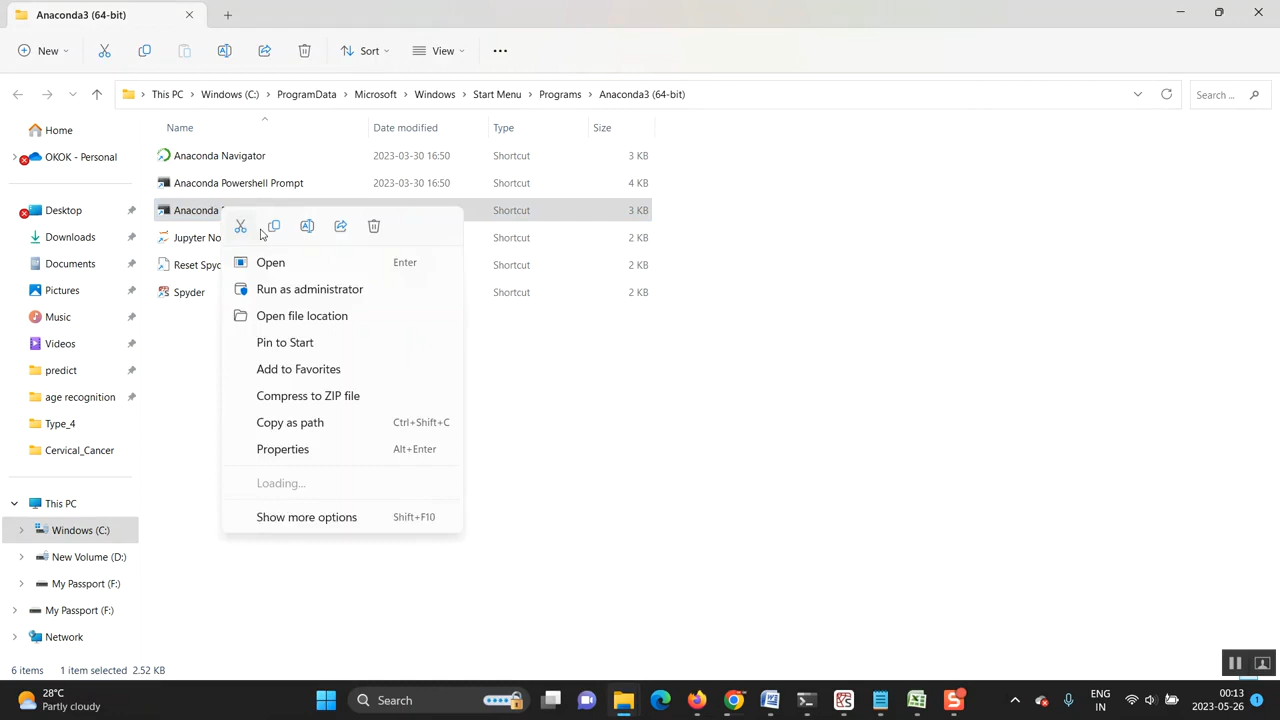 Anaconda3 (64-bit)
New
Sort
View
This PC
Windows (C:)
ProgramData
Microsoft
Windows
Start Menu
Programs
Anaconda3 (64-bit)
Search ...
Name
Date modified
Type
Size
Home
OKOK - Personal
Desktop
Downloads
Documents
Pictures
Music
Videos
predict
age recognition
Type_4
Cervical_Cancer
This PC
Windows (C:)
New Volume (D:)
My Passport (F:)
My Passport (F:)
Network
Anaconda Navigator 2023-03-30 16:50 Shortcut 3 KB
Anaconda Powershell Prompt 2023-03-30 16:50 Shortcut 4 KB
Anaconda Shortcut 3 KB
Jupyter No Shortcut 2 KB
Reset Spyd Shortcut 2 KB
Spyder Shortcut 2 KB
Open Enter
Run as administrator
Open file location
Pin to Start
Add to Favorites
Compress to ZIP file
Copy as path Ctrl+Shift+C
Properties Alt+Enter
Loading...
Show more options Shift+F10
6 items 1 item selected 2.52 KB
28°C
Partly cloudy
Search
ENG
IN
00:13
2023-05-26
1